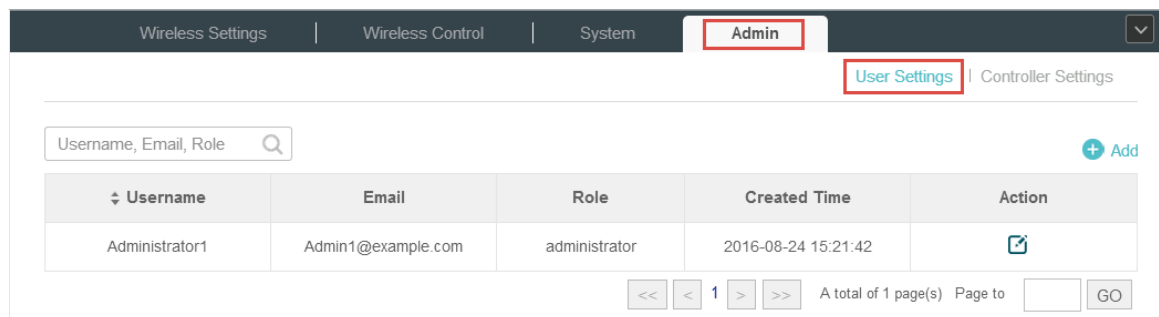 Wireless Settings | Wireless Control | System Admin
User Settings | Controller Settings
Username, Email, Role
Add
Username Email Role Created Time Action
Administrator1 Admin1@example.com administrator 2016-08-24 15:21:42
<< < 1 > >> A total of 1 page(s) Page to GO